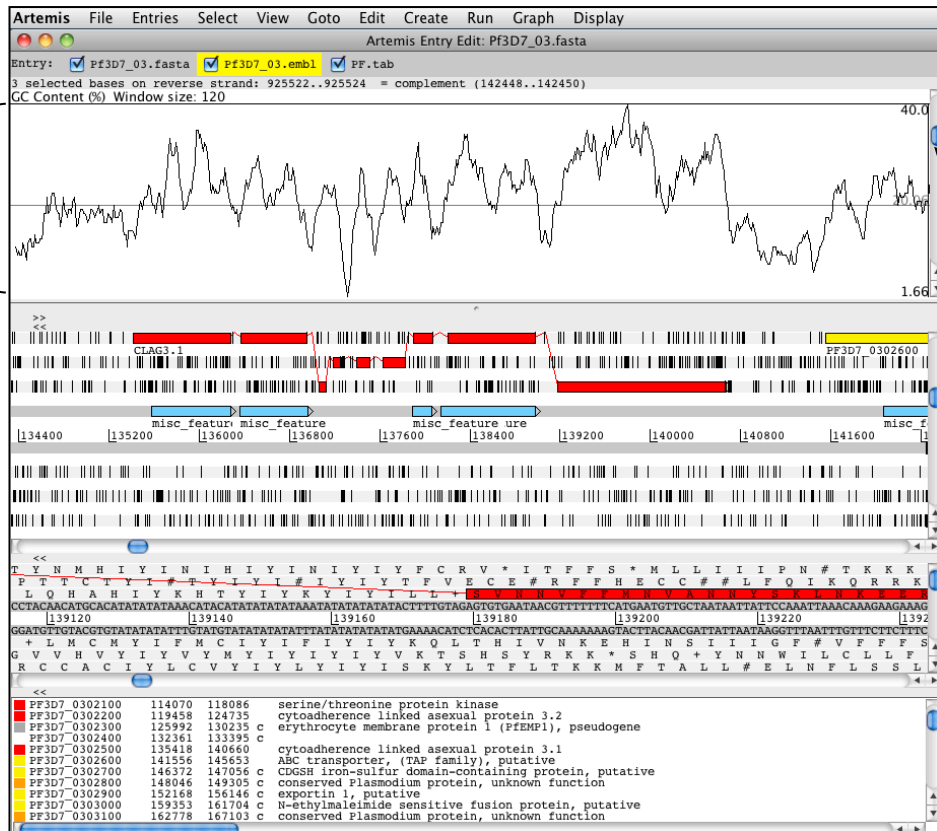 Artemis File Entries Select View Goto Edit Create Run Graph Display
Artemis Entry Edit: Pf3D7_03.fasta
Entry: Pf3D7_03.fasta Pf3D7_03.embl PF.tab
3 selected bases on reverse strand: 925522..925524 = complement (142448..142450)
GC Content (%) Window size: 120
40.0
1.66
>>
<<
CLAG3.1 PF3D7_0302600
misc_feature misc_feature ure
134400 135200 136000 136800 137600 138400 139200 140000 140800 141600
<<
T Y N M H I Y I N I H I Y I N I Y I Y F C R V * I T F F S * M L L I I I P N # T K K K
P T T C T Y I # T Y I Y I # I Y I Y T F V E C E # R F F H E C C # # L F Q I K Q R R K
L Q H A H I Y K H T Y I Y K Y I Y I L L + S V N N V F F M N V A N N Y S K L N K E E
CCTACAACATGCACATATATATAAACATACATATATATATAAATATATATATATACTTTTGTAGAGTGTGAATAACGTTTTTTTCATGAATGTTGCTAATAATTATTCCAAATTAAACAAAGAAGAAAG
139120 139140 139160 139180 139200 139220
GGATGTTGTACGTGTATATATATTTGTATGTATATATATATTTATATATATATATGAAAACATCTCACACTTATTGCAAAAAAAGTACTTACAACGATTATTAATAAGGTTTAATTTGTTTCTTCTTTC
<<
PF3D7_0302100 114070 118086 serine/threonine protein kinase
PF3D7_0302200 119458 124735 cytoadherence linked asexual protein 3.2
PF3D7_0302300 125992 130235 c erythrocyte membrane protein 1 (PfEMP1), pseudogene
PF3D7_0302400 132361 133395 c
PF3D7_0302500 135418 140660 cytoadherence linked asexual protein 3.1
PF3D7_0302600 141556 145653 ABC transporter, (TAP family), putative
PF3D7_0302700 146372 147056 c CDGSH iron-sulfur domain-containing protein, putative
PF3D7_0302800 148046 149305 c conserved Plasmodium protein, unknown function
PF3D7_0302900 152168 156146 c exportin 1, putative
PF3D7_0303000 159353 161704 c N-ethylmaleimide sensitive fusion protein, putative
PF3D7_0303100 162778 167103 c conserved Plasmodium protein, unknown function